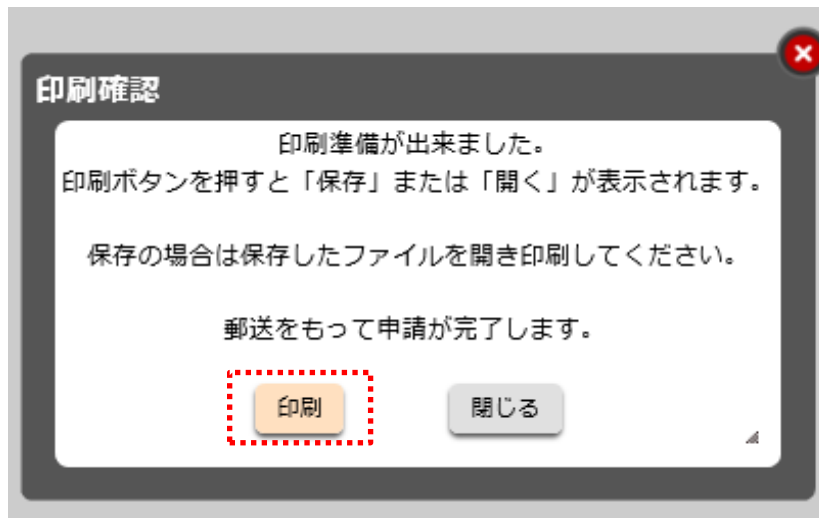 印刷確認
印刷準備が出来ました。
印刷ボタンを押すと「保存」または「開く」が表示されます。
保存の場合は保存したファイルを開き印刷してください。
郵送をもって申請が完了します。
印刷 閉じる